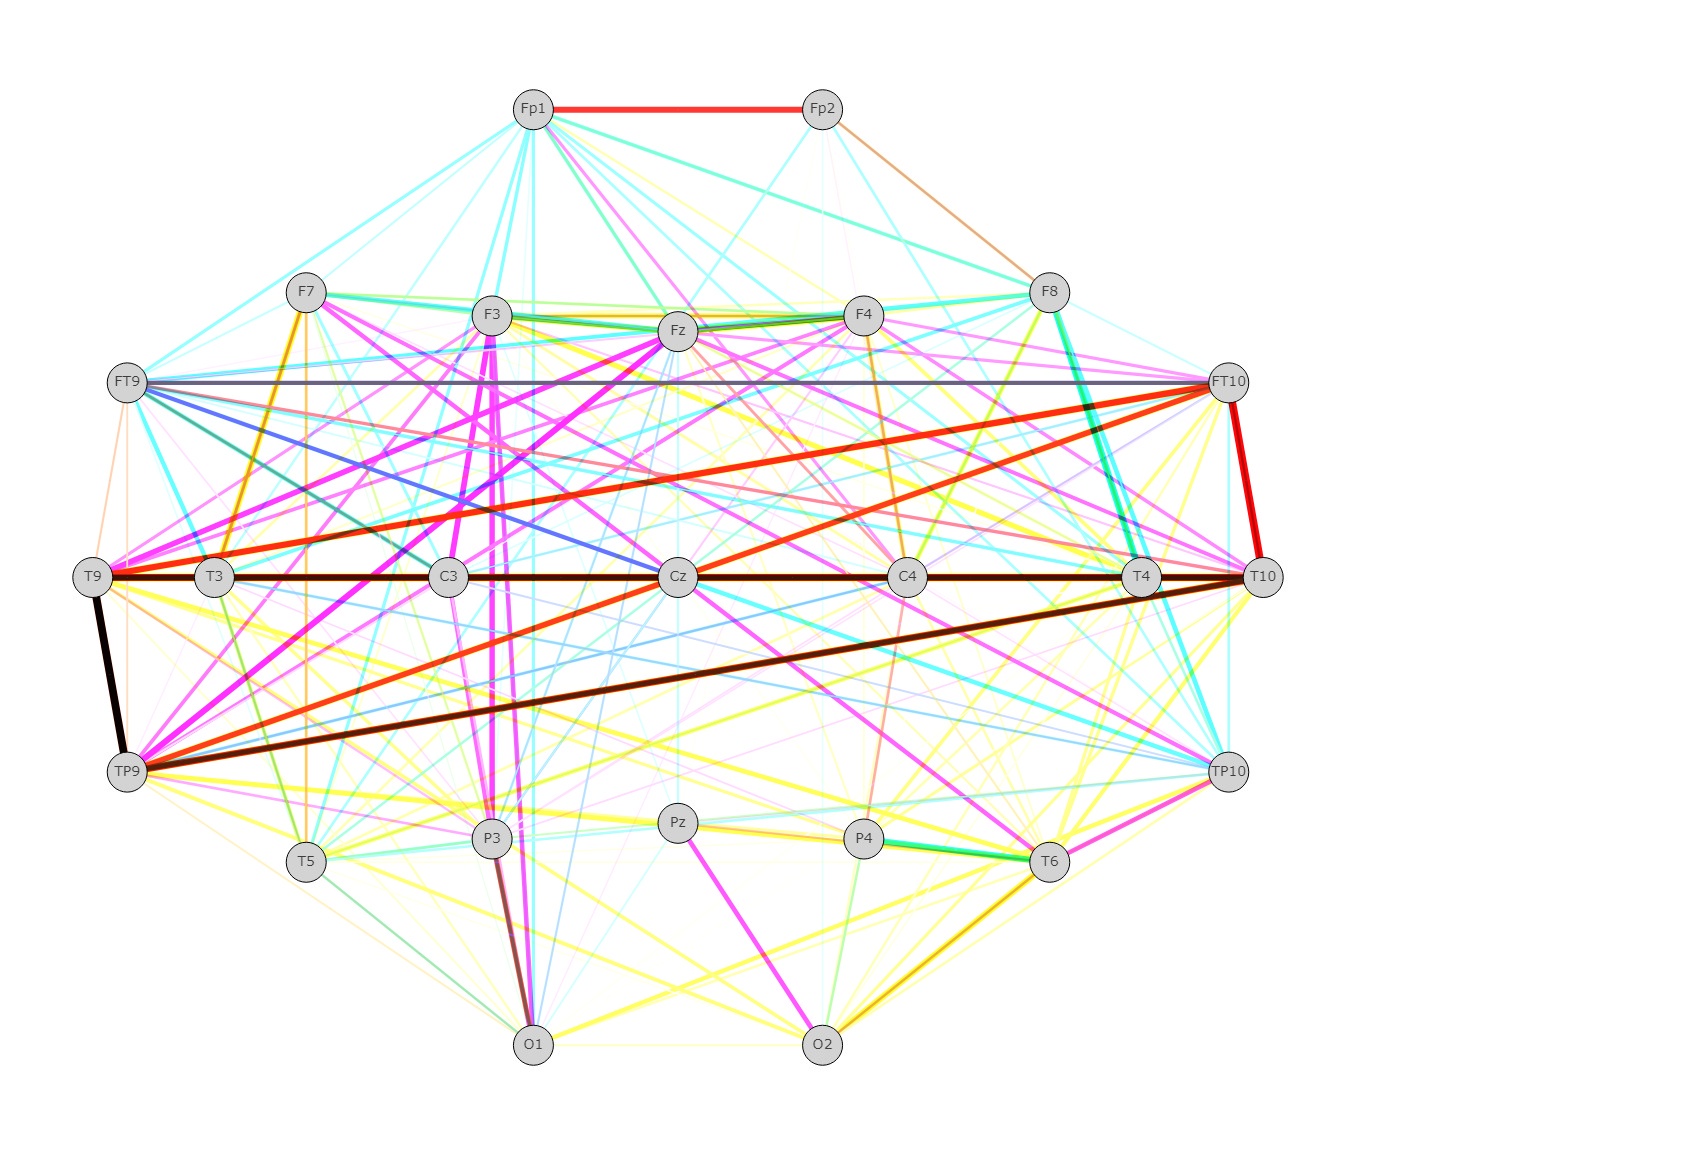 Fp1 Fp2
F7 F3 Fz F4 F8
FT9 FT10
T9 T3 C3 Cz C4 T4 T10
TP9 TP10
T5 P3 Pz P4 T6
O1 O2